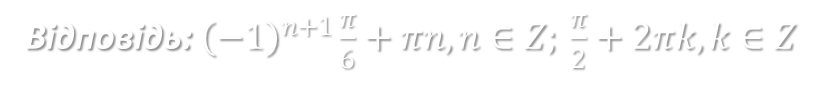 Відповідь: (−1)^{n+1} π/6 + πn, n ∈ Z; π/2 + 2πk, k ∈ Z